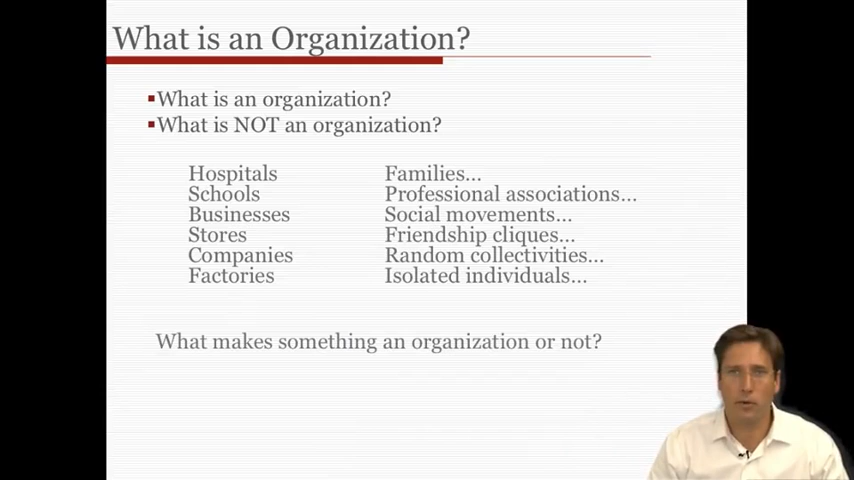 What is an Organization?
▪What is an organization?
▪What is NOT an organization?
Hospitals
Schools
Businesses
Stores
Companies
Factories
Families...
Professional associations...
Social movements...
Friendship cliques...
Random collectivities...
Isolated individuals...
What makes something an organization or not?